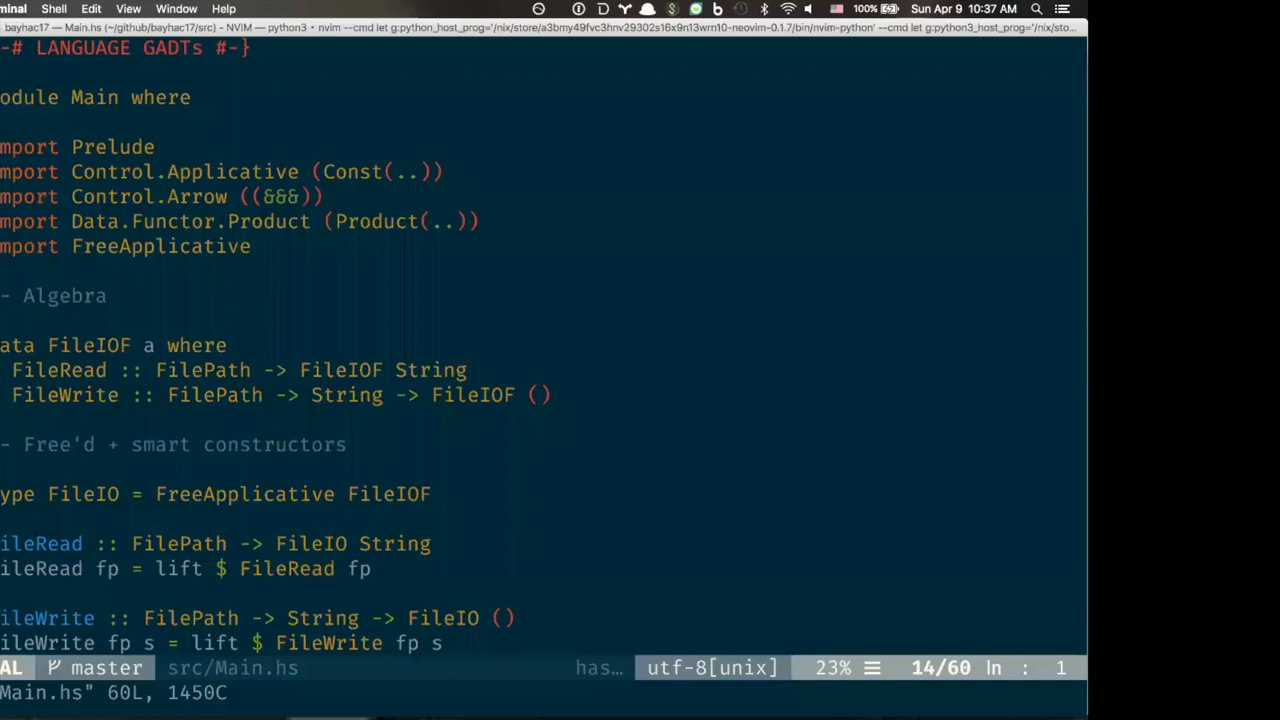 minal Shell Edit View Window Help 100% Sun Apr 9 10:37 AM
bayhac17 — Main.hs (~/github/bayhac17/src) - NVIM — python3 • nvim --cmd let g:python_host_prog='/nix/store/a3bmy49fvc3hnv29302s16x9n13wrn10-neovim-0.1.7/bin/nvim-python' --cmd let g:python3_host_prog='/nix/sto...
-# LANGUAGE GADTs #-}
odule Main where
mport Prelude
mport Control.Applicative (Const(..))
mport Control.Arrow ((&&&))
mport Data.Functor.Product (Product(..))
mport FreeApplicative
- Algebra
ata FileIOF a where
FileRead :: FilePath -> FileIOF String
FileWrite :: FilePath -> String -> FileIOF ()
- Free'd + smart constructors
ype FileIO = FreeApplicative FileIOF
ileRead :: FilePath -> FileIO String
ileRead fp = lift $ FileRead fp
ileWrite :: FilePath -> String -> FileIO ()
ileWrite fp s = lift $ FileWrite fp s
AL master src/Main.hs has… utf-8[unix] 23% ☰ 14/60 ln : 1
Main.hs" 60L, 1450C